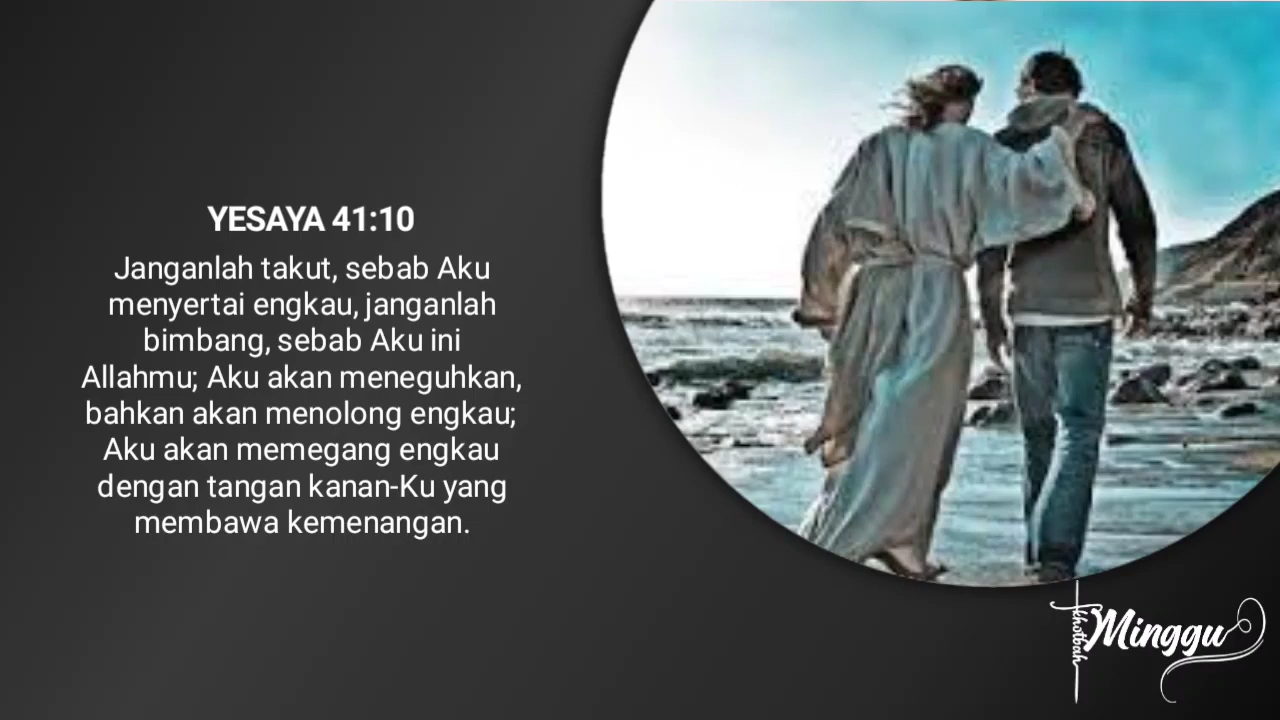 YESAYA 41:10
Janganlah takut, sebab Aku
menyertai engkau, janganlah
bimbang, sebab Aku ini
Allahmu; Aku akan meneguhkan,
bahkan akan menolong engkau;
Aku akan memegang engkau
dengan tangan kanan-Ku yang
membawa kemenangan.
khotbah
Minggu